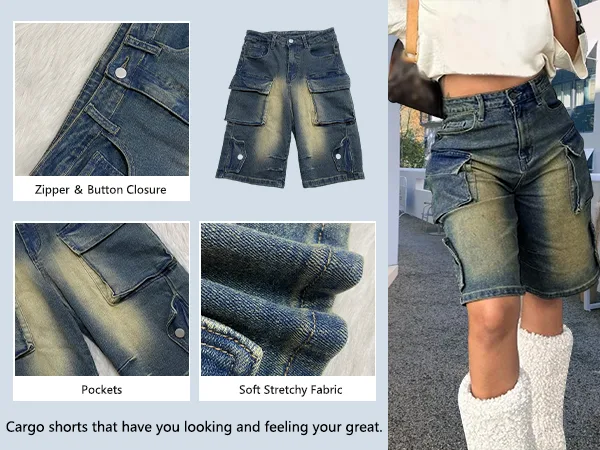 Zipper & Button Closure
Pockets
Soft Stretchy Fabric
Cargo shorts that have you looking and feeling your great.